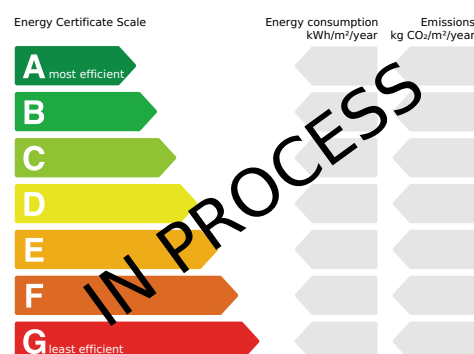 Energy Certificate Scale
Energy consumption
kWh/m²/year
Emissions
kg CO₂/m²/year
A most efficient
B
C
D
E
F
G least efficient
IN PROCESS